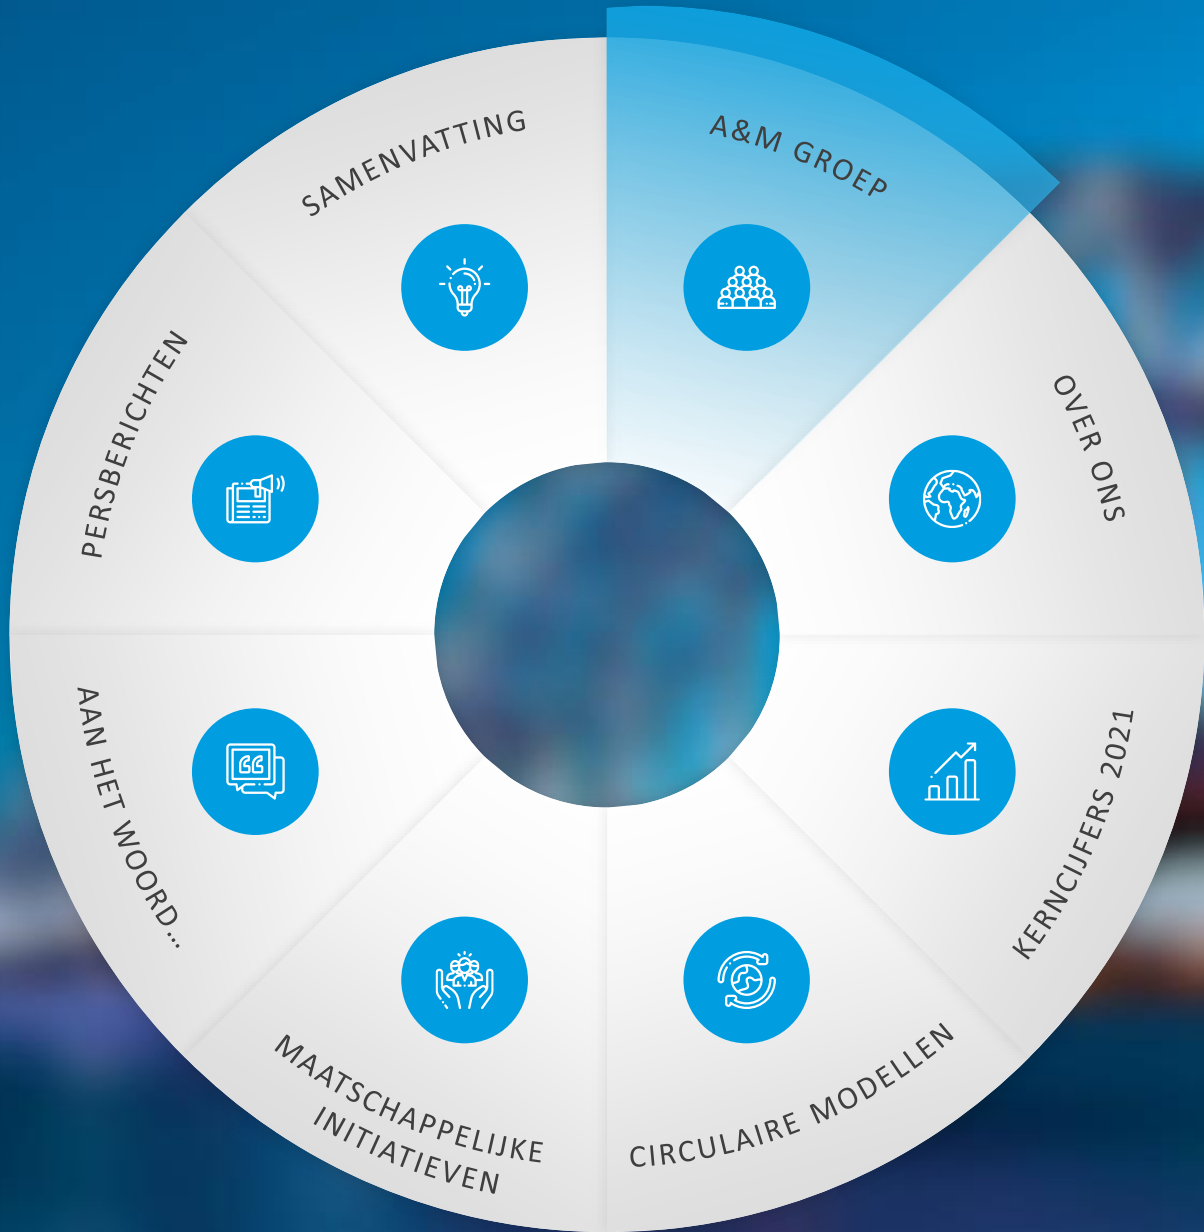 A&M GROEP
OVER ONS
KERNCIJFERS 2021
CIRCULAIRE MODELLEN
MAATSCHAPPELIJKE
INITIATIEVEN
AAN HET WOORD...
PERSBERICHTEN
SAMENVATTING